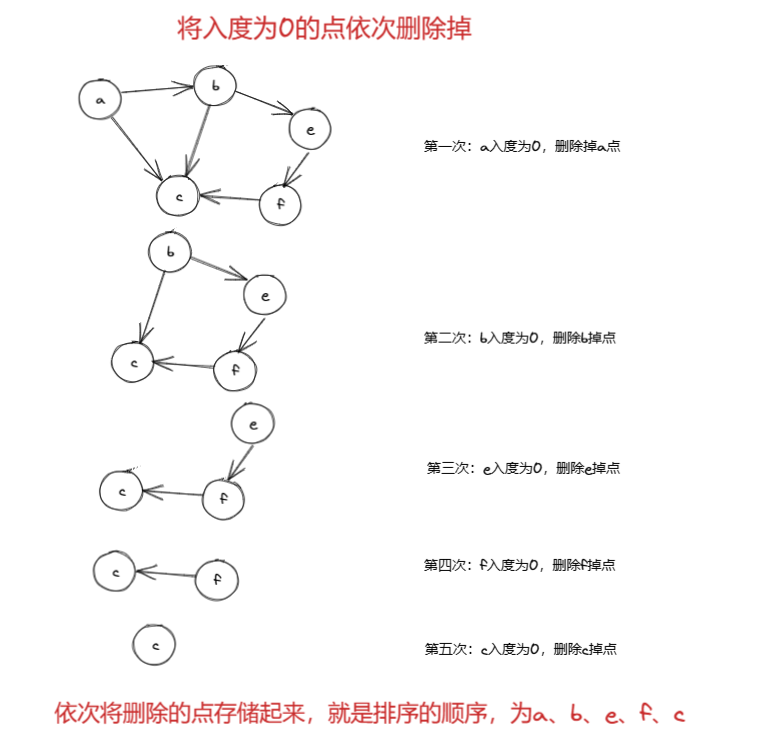 将入度为0的点依次删除掉
a
b
e
c
f
第一次：a入度为0，删除掉a点
b
e
c
f
第二次：b入度为0，删除b掉点
e
c
f
第三次：e入度为0，删除e掉点
c
f
第四次：f入度为0，删除f掉点
c
第五次：c入度为0，删除c掉点
依次将删除的点存储起来，就是排序的顺序，为a、b、e、f、c